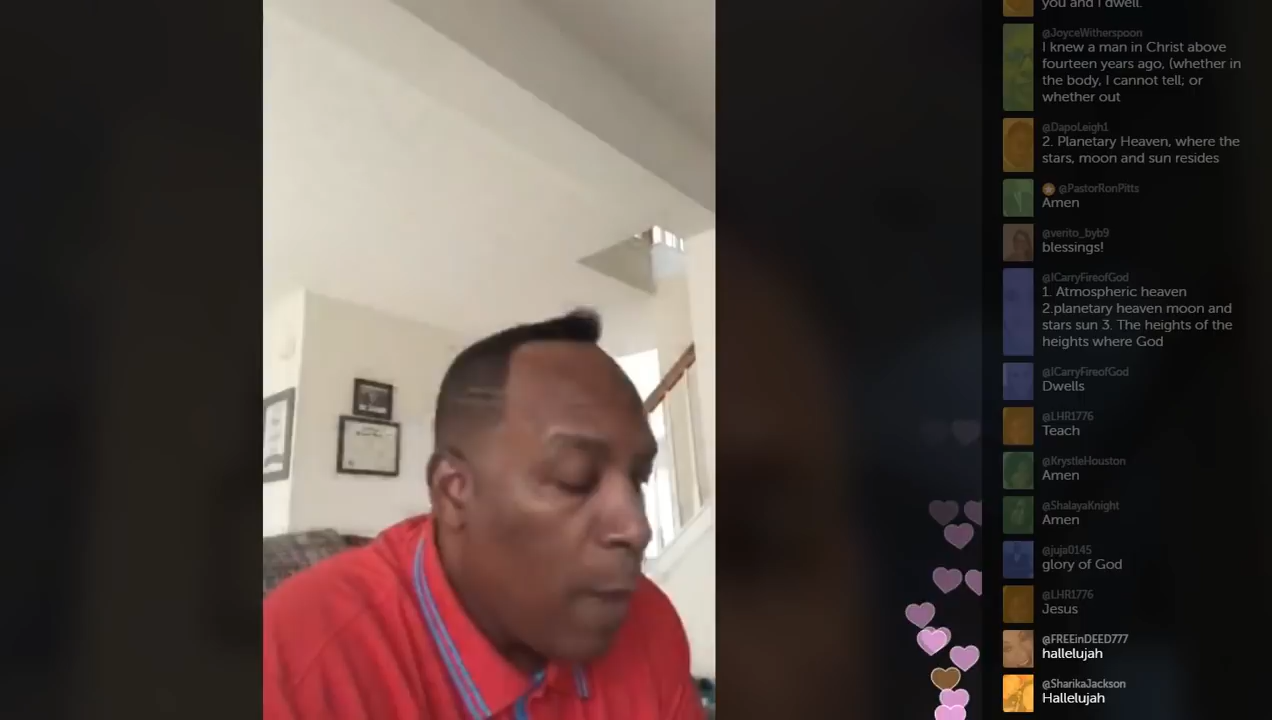 you and I dwell.
@JoyceWitherspoon
I knew a man in Christ above
fourteen years ago, (whether in
the body, I cannot tell; or
whether out
@DapoLeigh1
2. Planetary Heaven, where the
stars, moon and sun resides
@PastorRonPitts
Amen
@verito_byb9
blessings!
@ICarryFireofGod
1. Atmospheric heaven
2.planetary heaven moon and
stars sun 3. The heights of the
heights where God
@ICarryFireofGod
Dwells
@LHR1776
Teach
@KrystleHouston
Amen
@ShalayaKnight
Amen
@juja0145
glory of God
@LHR1776
Jesus
@FREEinDEED777
hallelujah
@SharikaJackson
Hallelujah